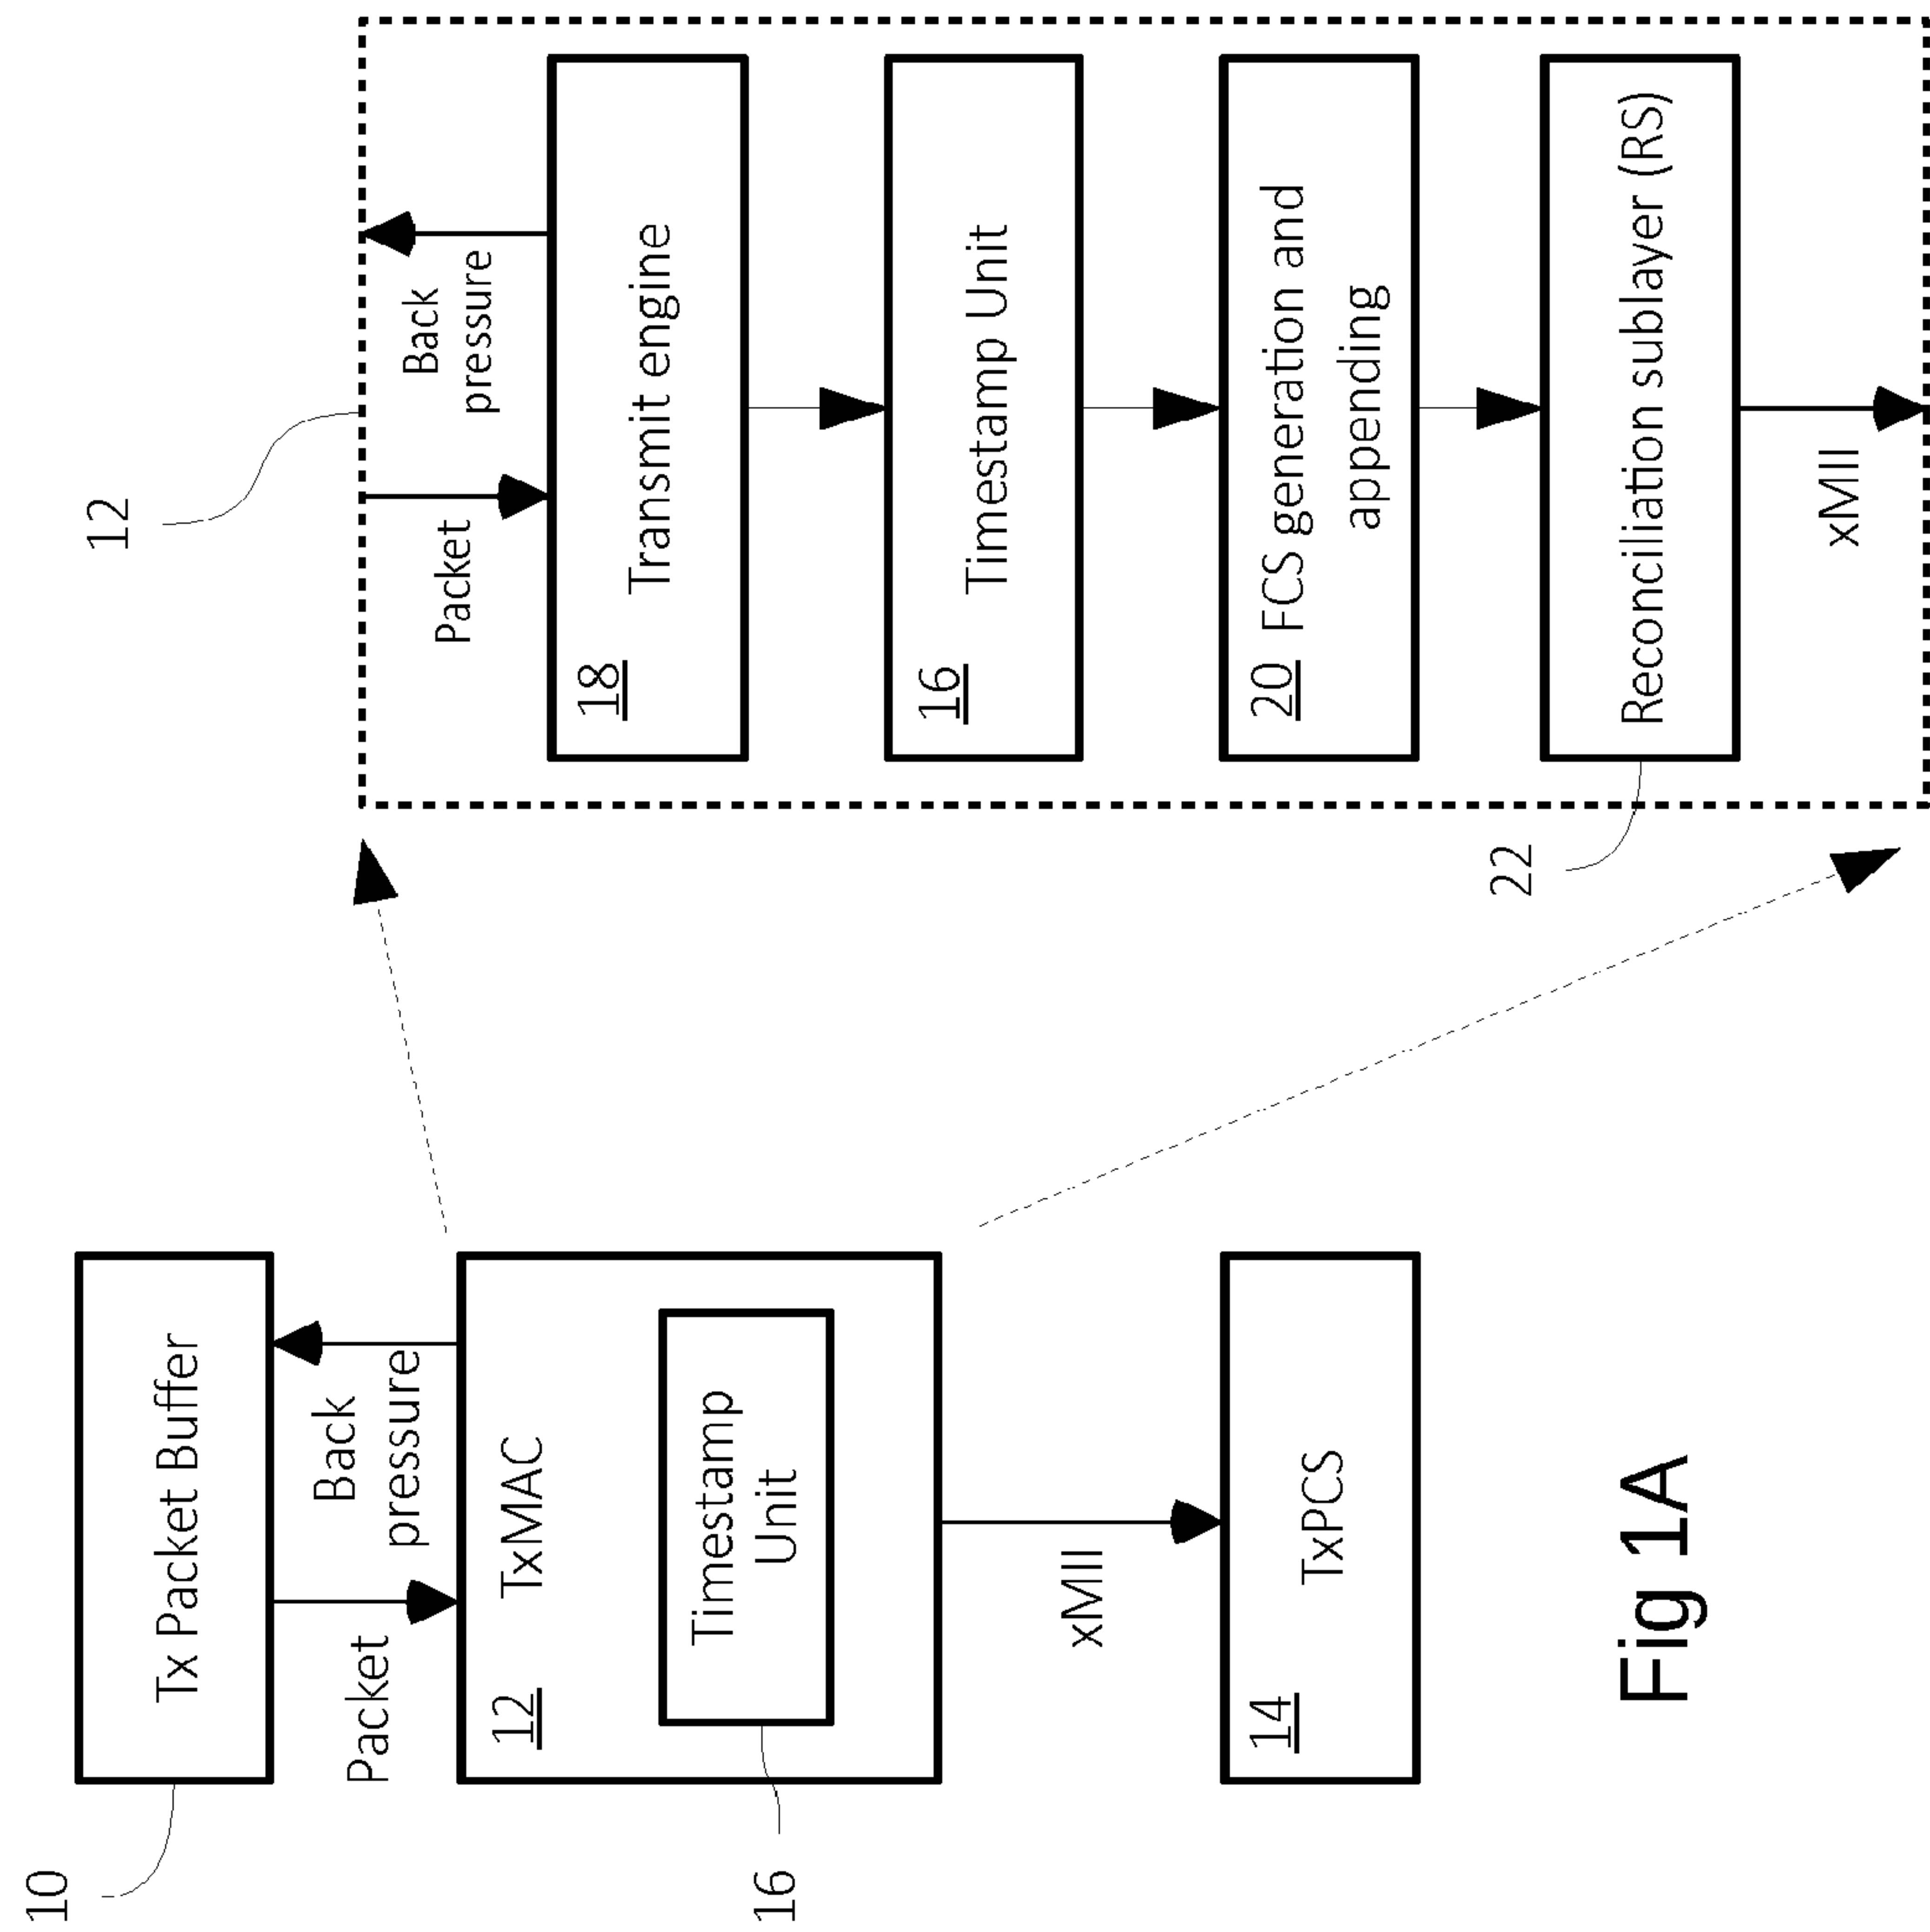 10
Tx Packet Buffer
Packet
Back
pressure
12
TxMAC
Timestamp
Unit
16
xMII
14
TxPCS
12
Packet
Back
pressure
18
Transmit engine
16
Timestamp Unit
20 FCS generation and
appending
Reconciliation sublayer (RS)
22
xMII
Fig 1A